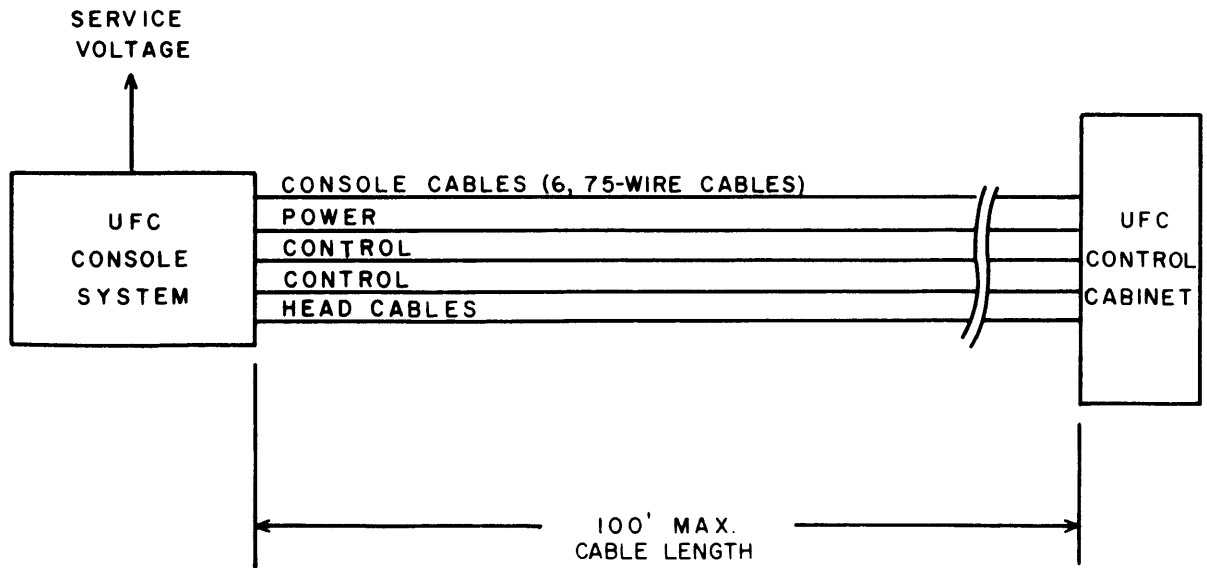 SERVICE
VOLTAGE
CONSOLE CABLES (6, 75-WIRE CABLES)
POWER
CONTROL
CONTROL
HEAD CABLES
UFC
CONSOLE
SYSTEM
UFC
CONTROL
CABINET
100' MAX.
CABLE LENGTH